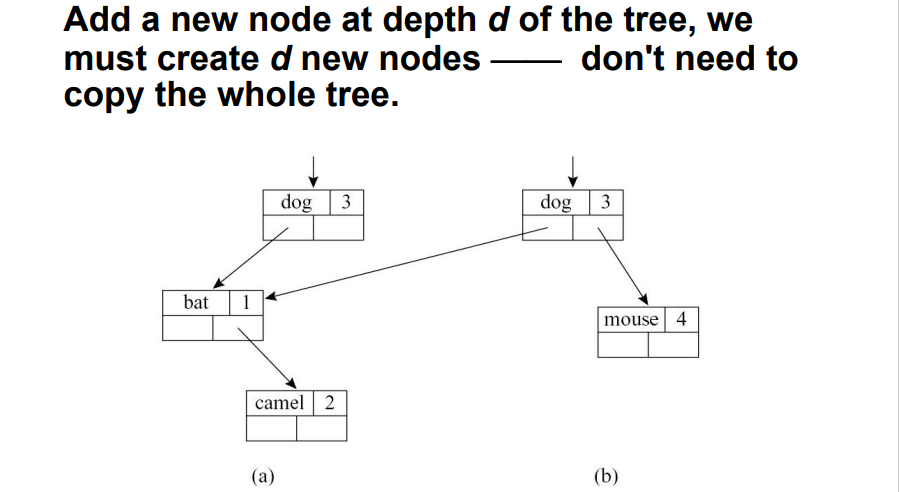 Add a new node at depth d of the tree, we
must create d new nodes —— don't need to
copy the whole tree.
dog 3
dog 3
bat 1
mouse 4
camel 2
(a)
(b)